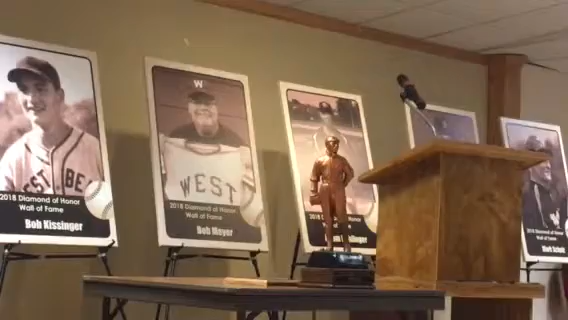 WEST BE
2018 Diamond of Honor
Wall of Fame
Bob Kissinger
W
WEST
2018 Diamond of Honor
Wall of Fame
Bob Meyer
2018 Diamond of Honor
Wall of Fame
2018 Diamond of Honor
Wall of Fame